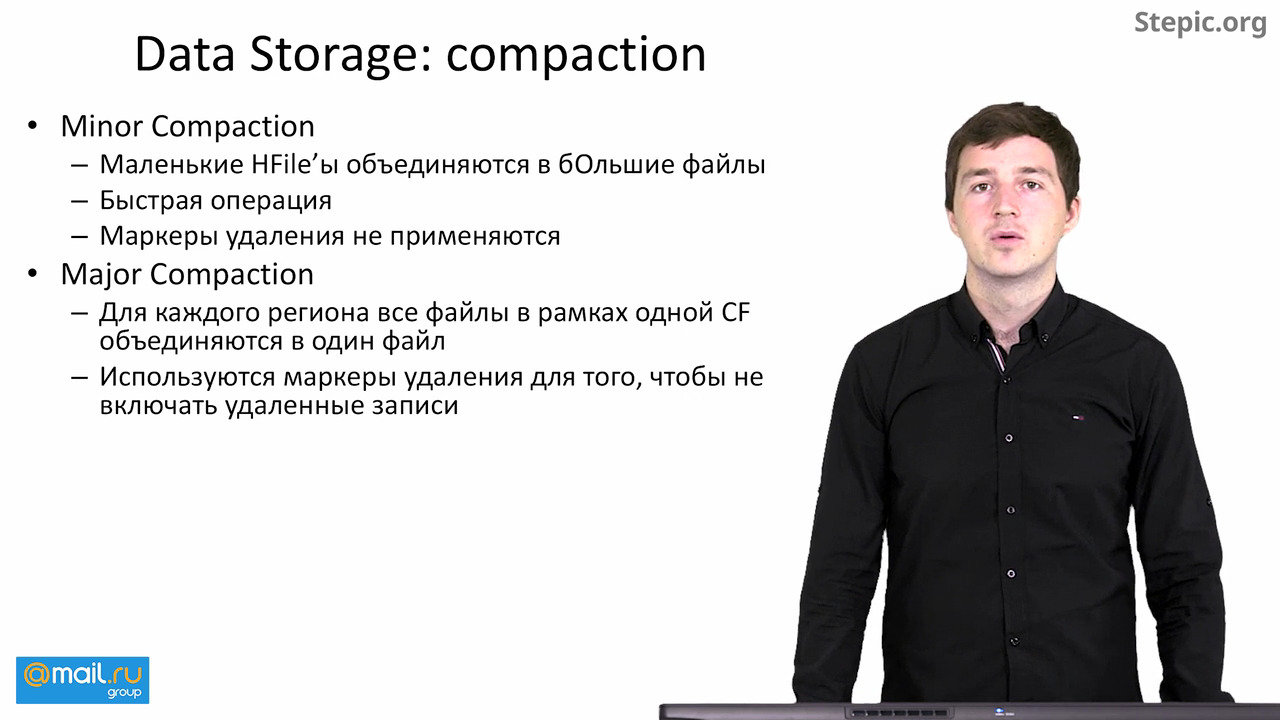 Stepic.org
Data Storage: compaction
• Minor Compaction
– Маленькие HFile’ы объединяются в бОльшие файлы
– Быстрая операция
– Маркеры удаления не применяются
• Major Compaction
– Для каждого региона все файлы в рамках одной CF
объединяются в один файл
– Используются маркеры удаления для того, чтобы не
включать удаленные записи
@mail.ru
group